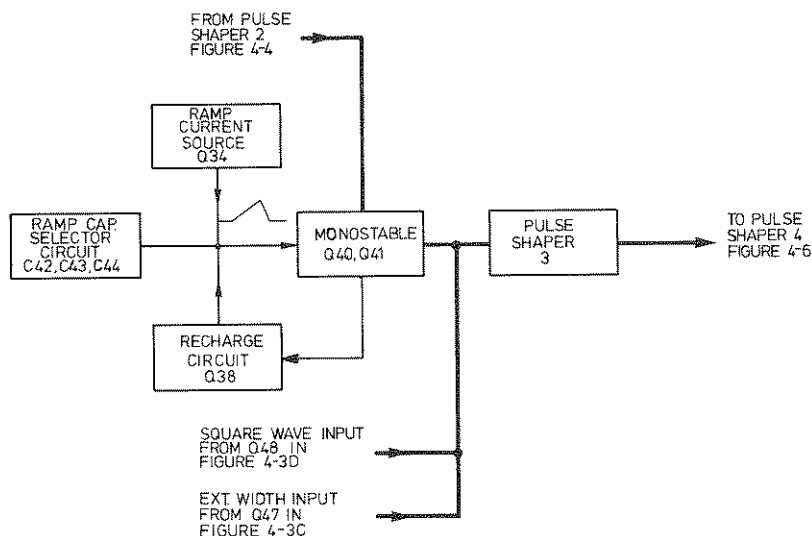 FROM PULSE
SHAPER 2
FIGURE 4-4
RAMP
CURRENT
SOURCE
Q34
RAMP CAP.
SELECTOR
CIRCUIT
C42,C43,C44
MONOSTABLE
Q40,Q41
PULSE
SHAPER
3
TO PULSE
SHAPER 4
FIGURE 4-6
RECHARGE
CIRCUIT
Q38
SQUARE WAVE INPUT
FROM Q48 IN
FIGURE 4-3D
EXT. WIDTH INPUT
FROM Q47 IN
FIGURE 4-3C